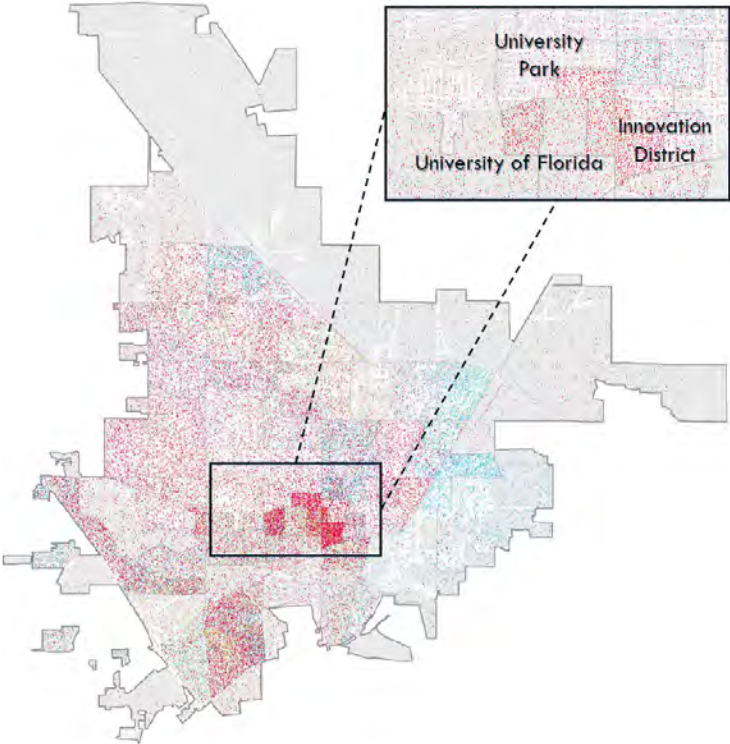 University
Park
Innovation
District
University of Florida